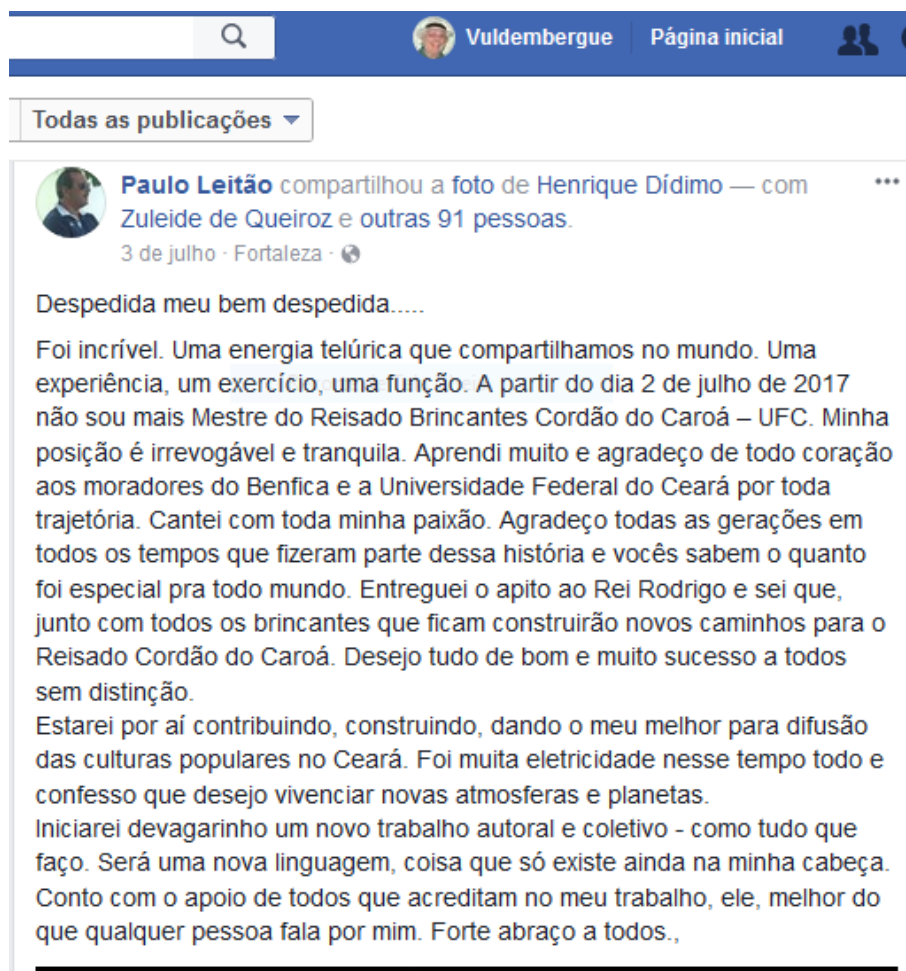 Vuldembergue
Página inicial
Todas as publicações
Paulo Leitão compartilhou a foto de Henrique Dídimo — com
Zuleide de Queiroz e outras 91 pessoas.
3 de julho · Fortaleza ·
Despedida meu bem despedida.....
Foi incrível. Uma energia telúrica que compartilhamos no mundo. Uma
experiência, um exercício, uma função. A partir do dia 2 de julho de 2017
não sou mais Mestre do Reisado Brincantes Cordão do Caroá – UFC. Minha
posição é irrevogável e tranquila. Aprendi muito e agradeço de todo coração
aos moradores do Benfica e a Universidade Federal do Ceará por toda
trajetória. Cantei com toda minha paixão. Agradeço todas as gerações em
todos os tempos que fizeram parte dessa história e vocês sabem o quanto
foi especial pra todo mundo. Entreguei o apito ao Rei Rodrigo e sei que,
junto com todos os brincantes que ficam construirão novos caminhos para o
Reisado Cordão do Caroá. Desejo tudo de bom e muito sucesso a todos
sem distinção.
Estarei por aí contribuindo, construindo, dando o meu melhor para difusão
das culturas populares no Ceará. Foi muita eletricidade nesse tempo todo e
confesso que desejo vivenciar novas atmosferas e planetas.
Iniciarei devagarinho um novo trabalho autoral e coletivo - como tudo que
faço. Será uma nova linguagem, coisa que só existe ainda na minha cabeça.
Conto com o apoio de todos que acreditam no meu trabalho, ele, melhor do
que qualquer pessoa fala por mim. Forte abraço a todos.,